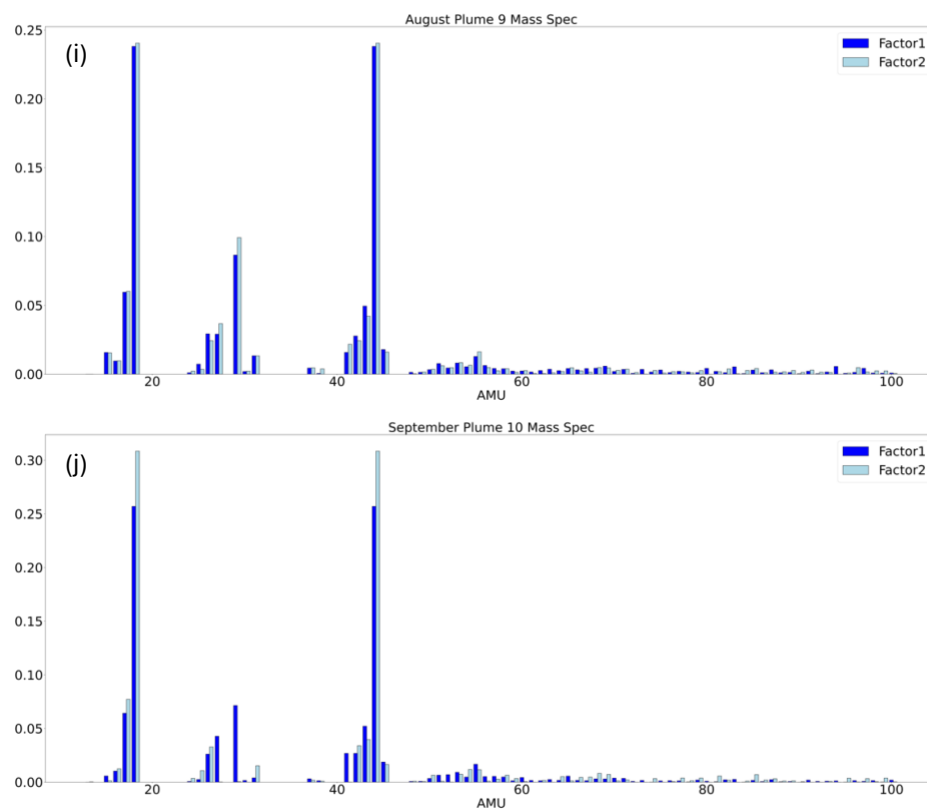 August Plume 9 Mass Spec
(i)
Factor1
Factor2
0.25
0.20
0.15
0.10
0.05
0.00
20 40 60 80 100
AMU
September Plume 10 Mass Spec
(j)
Factor1
Factor2
0.30
0.25
0.20
0.15
0.10
0.05
0.00
20 40 60 80 100
AMU